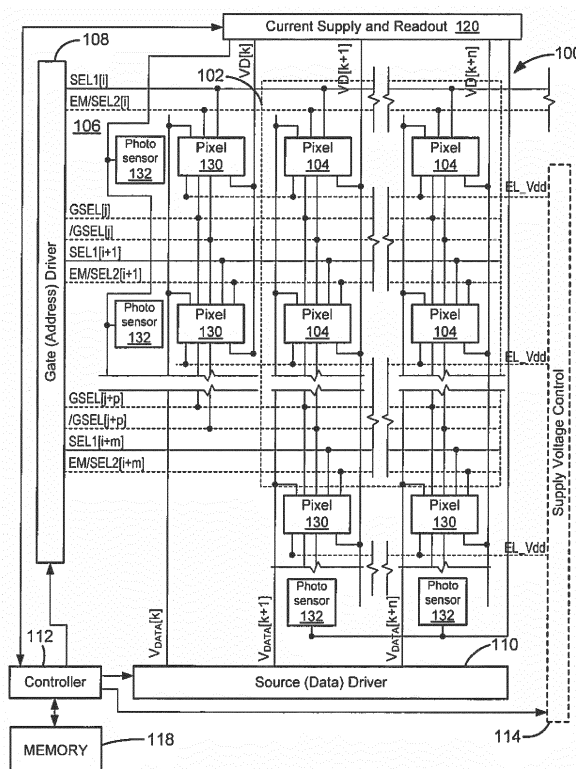 108
Current Supply and Readout 120
100
SEL1[i]
102
VD[k]
VD[k+1]
VD[k+n]
EM/SEL2[i]
106
Photo
sensor
132
Pixel
130
Pixel
104
Pixel
104
EL_Vdd
GSEL[j]
/GSEL[j]
SEL1[i+1]
EM/SEL2[i+1]
Gate (Address) Driver
Photo
sensor
132
Pixel
130
Pixel
104
Pixel
104
EL_Vdd
GSEL[j+p]
/GSEL[j+p]
SEL1[i+m]
EM/SEL2[i+m]
Supply Voltage Control
Pixel
130
Pixel
130
EL_Vdd
Photo
sensor
132
Photo
sensor
132
VDATA[k]
VDATA[k+1]
VDATA[k+n]
112
110
Controller
Source (Data) Driver
114
MEMORY
118